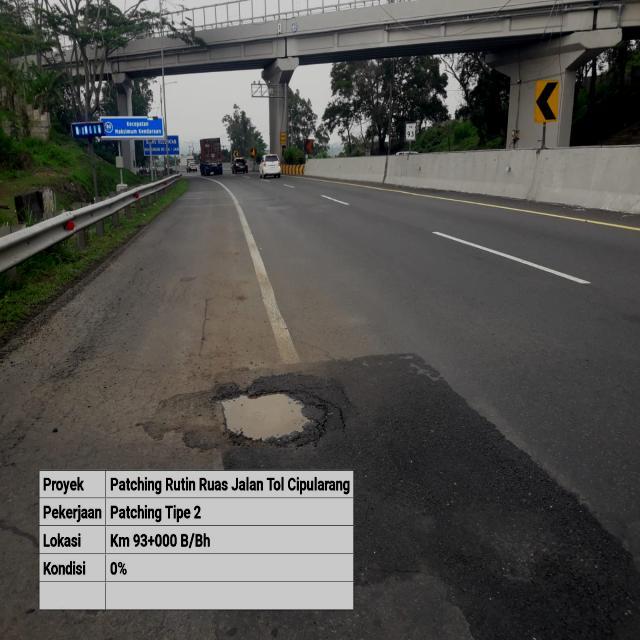 Kecepatan
Maksimum Kendaraan
Proyek Patching Rutin Ruas Jalan Tol Cipularang
Pekerjaan Patching Tipe 2
Lokasi Km 93+000 B/Bh
Kondisi 0%